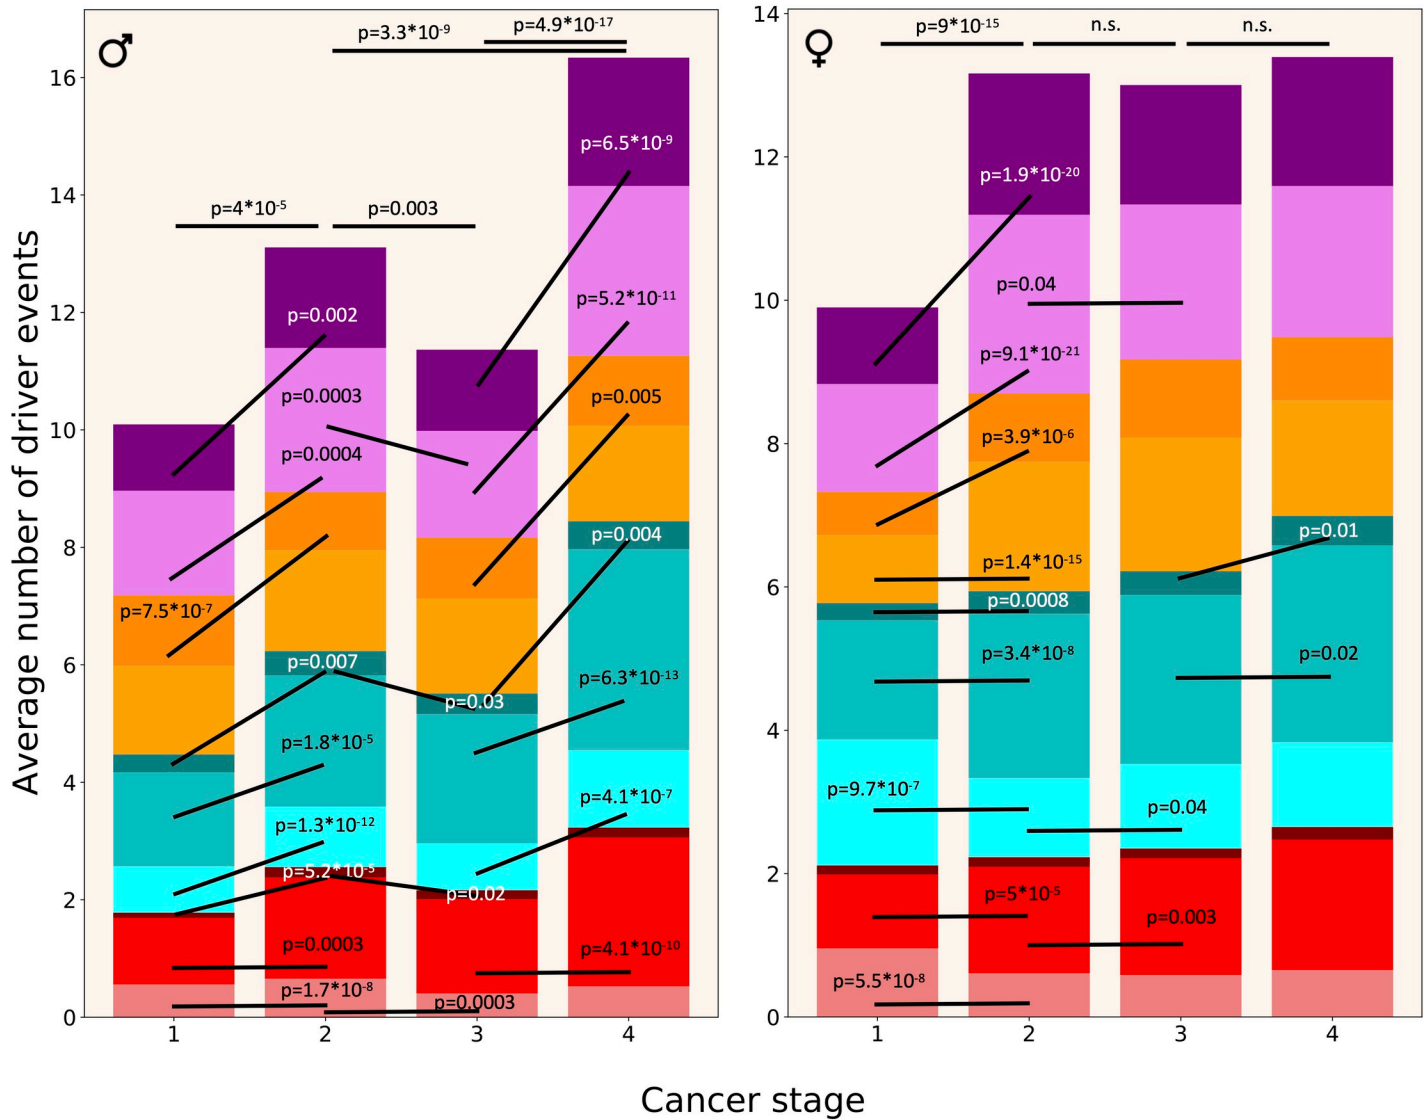 ♂
p=3.3*10⁻⁹
p=4.9*10⁻¹⁷
p=4*10⁻⁵
p=0.003
p=6.5*10⁻⁹
p=0.002
p=5.2*10⁻¹¹
p=0.0003
p=0.005
p=0.0004
p=7.5*10⁻⁷
p=0.004
p=0.007
p=6.3*10⁻¹³
p=0.03
p=1.8*10⁻⁵
p=4.1*10⁻⁷
p=1.3*10⁻¹²
p=5.2*10⁻⁵
p=0.02
p=0.0003
p=4.1*10⁻¹⁰
p=1.7*10⁻⁸
p=0.0003
16
14
12
10
8
6
4
2
0
1 2 3 4
Average number of driver events
♀
p=9*10⁻¹⁵
n.s.
n.s.
p=1.9*10⁻²⁰
p=0.04
p=9.1*10⁻²¹
p=3.9*10⁻⁶
p=1.4*10⁻¹⁵
p=0.01
p=0.0008
p=3.4*10⁻⁸
p=0.02
p=9.7*10⁻⁷
p=0.04
p=5*10⁻⁵
p=0.003
p=5.5*10⁻⁸
14
12
10
8
6
4
2
0
1 2 3 4
Cancer stage